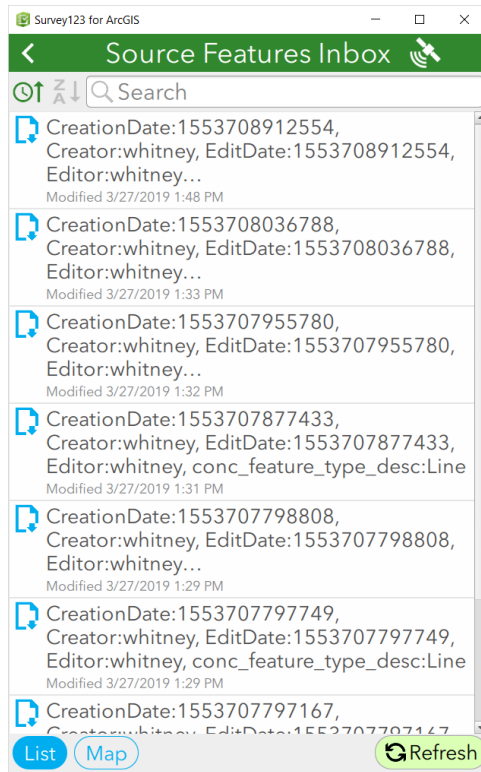 Survey123 for ArcGIS
Source Features Inbox
Z
A
Search
CreationDate:1553708912554,
Creator:whitney, EditDate:1553708912554,
Editor:whitney...
Modified 3/27/2019 1:48 PM
CreationDate:1553708036788,
Creator:whitney, EditDate:1553708036788,
Editor:whitney...
Modified 3/27/2019 1:33 PM
CreationDate:1553707955780,
Creator:whitney, EditDate:1553707955780,
Editor:whitney...
Modified 3/27/2019 1:32 PM
CreationDate:1553707877433,
Creator:whitney, EditDate:1553707877433,
Editor:whitney, conc_feature_type_desc:Line
Modified 3/27/2019 1:31 PM
CreationDate:1553707798808,
Creator:whitney, EditDate:1553707798808,
Editor:whitney...
Modified 3/27/2019 1:29 PM
CreationDate:1553707797749,
Creator:whitney, EditDate:1553707797749,
Editor:whitney, conc_feature_type_desc:Line
Modified 3/27/2019 1:29 PM
CreationDate:1553707797167,
Creator:whitney, EditDate:1553707797167,
List
Map
Refresh